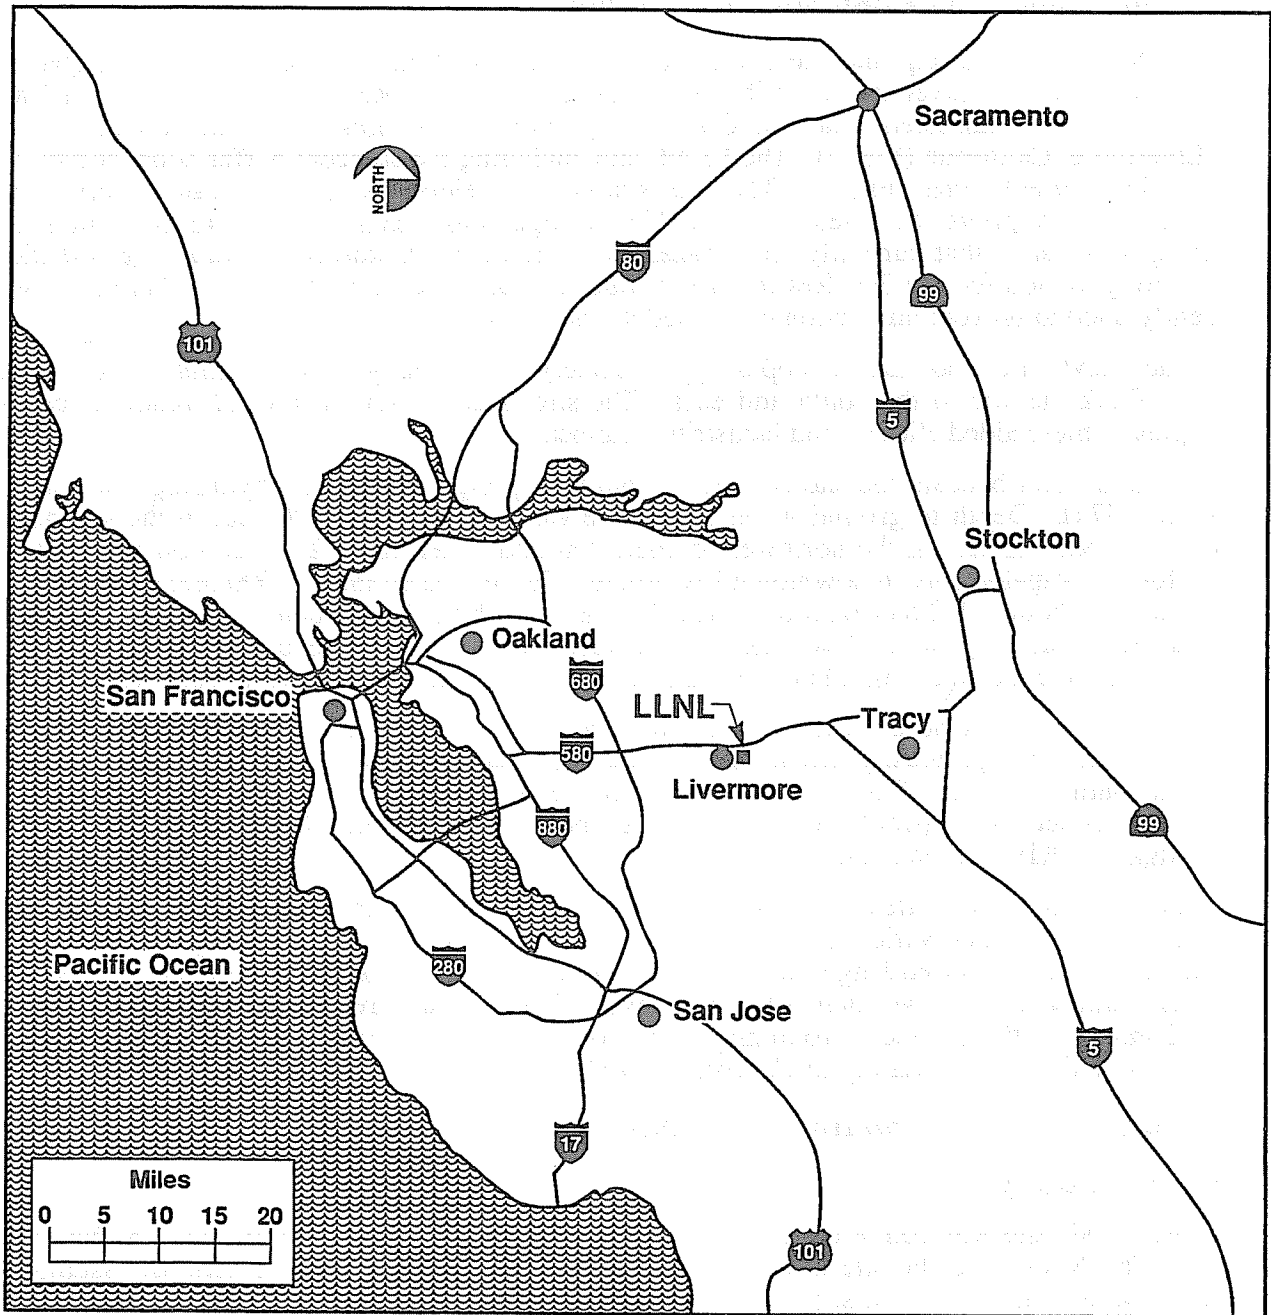 Sacramento
NORTH
80
99
101
5
Stockton
Oakland
680
San Francisco
LLNL
Tracy
580
Livermore
880
99
Pacific Ocean
280
San Jose
5
17
Miles
0 5 10 15 20
101